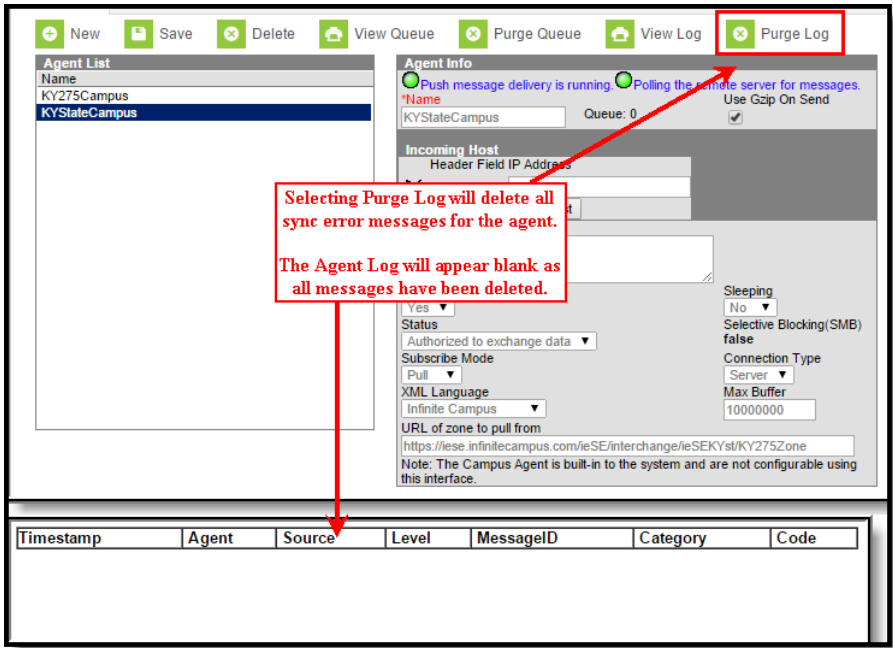 New Save Delete View Queue Purge Queue View Log Purge Log
Agent List
Name
KY275Campus
KYStateCampus
Agent Info
Push message delivery is running. Polling the remote server for messages.
*Name
Use Gzip On Send
KYStateCampus
Queue: 0
Incoming Host
Header Field IP Address
Selecting Purge Log will delete all
sync error messages for the agent.
The Agent Log will appear blank as
all messages have been deleted.
Sleeping
Yes
No
Status
Selective Blocking(SMB)
Authorized to exchange data
false
Subscribe Mode
Connection Type
Pull
Server
XML Language
Max Buffer
Infinite Campus
10000000
URL of zone to pull from
https://iese.infinitecampus.com/ieSE/interchange/ieSEKYst/KY275Zone
Note: The Campus Agent is built-in to the system and are not configurable using
this interface.
Timestamp Agent Source Level MessageID Category Code